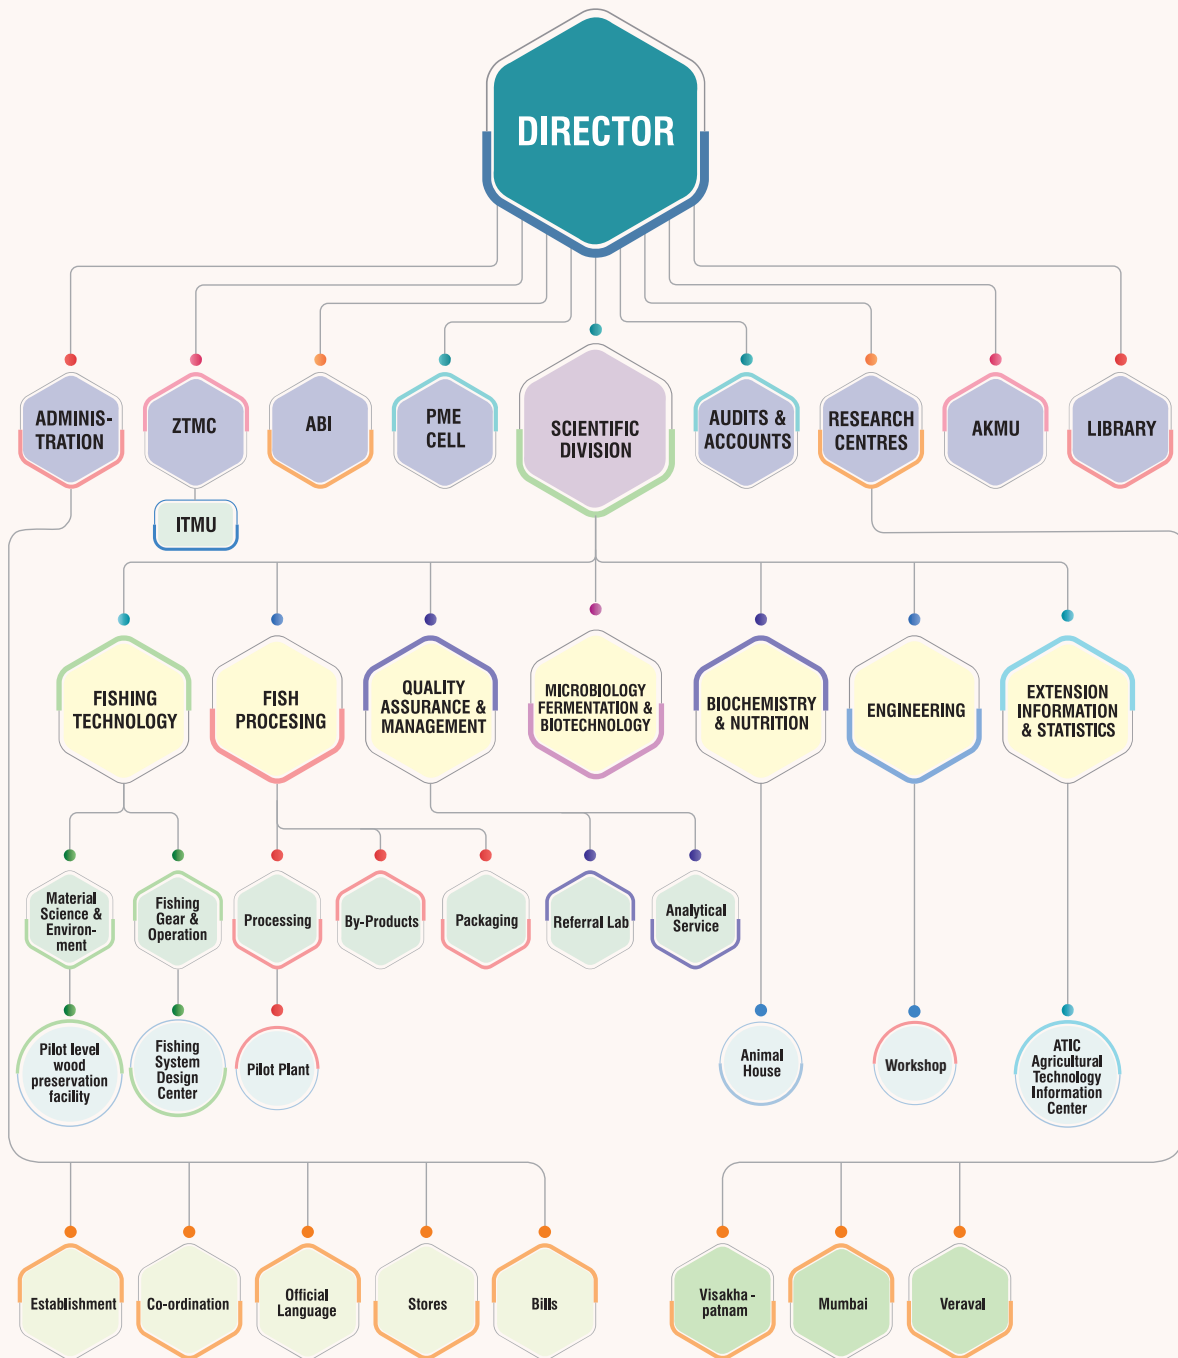 DIRECTOR
ADMINIS-
TRATION
ZTMC
ABI
PME
CELL
SCIENTIFIC
DIVISION
AUDITS &
ACCOUNTS
RESEARCH
CENTRES
AKMU
LIBRARY
ITMU
FISHING
TECHNOLOGY
FISH
PROCESING
QUALITY
ASSURANCE &
MANAGEMENT
MICROBIOLOGY
FERMENTATION &
BIOTECHNOLOGY
BIOCHEMISTRY
& NUTRITION
ENGINEERING
EXTENSION
INFORMATION
& STATISTICS
Material
Science &
Environ-
ment
Fishing
Gear &
Operation
Processing
By-Products
Packaging
Referral Lab
Analytical
Service
Pilot level
wood
preservation
facility
Fishing
System
Design
Center
Pilot Plant
Animal
House
Workshop
ATIC
Agricultural
Technology
Information
Center
Establishment
Co-ordination
Official
Language
Stores
Bills
Visakha -
patnam
Mumbai
Veraval